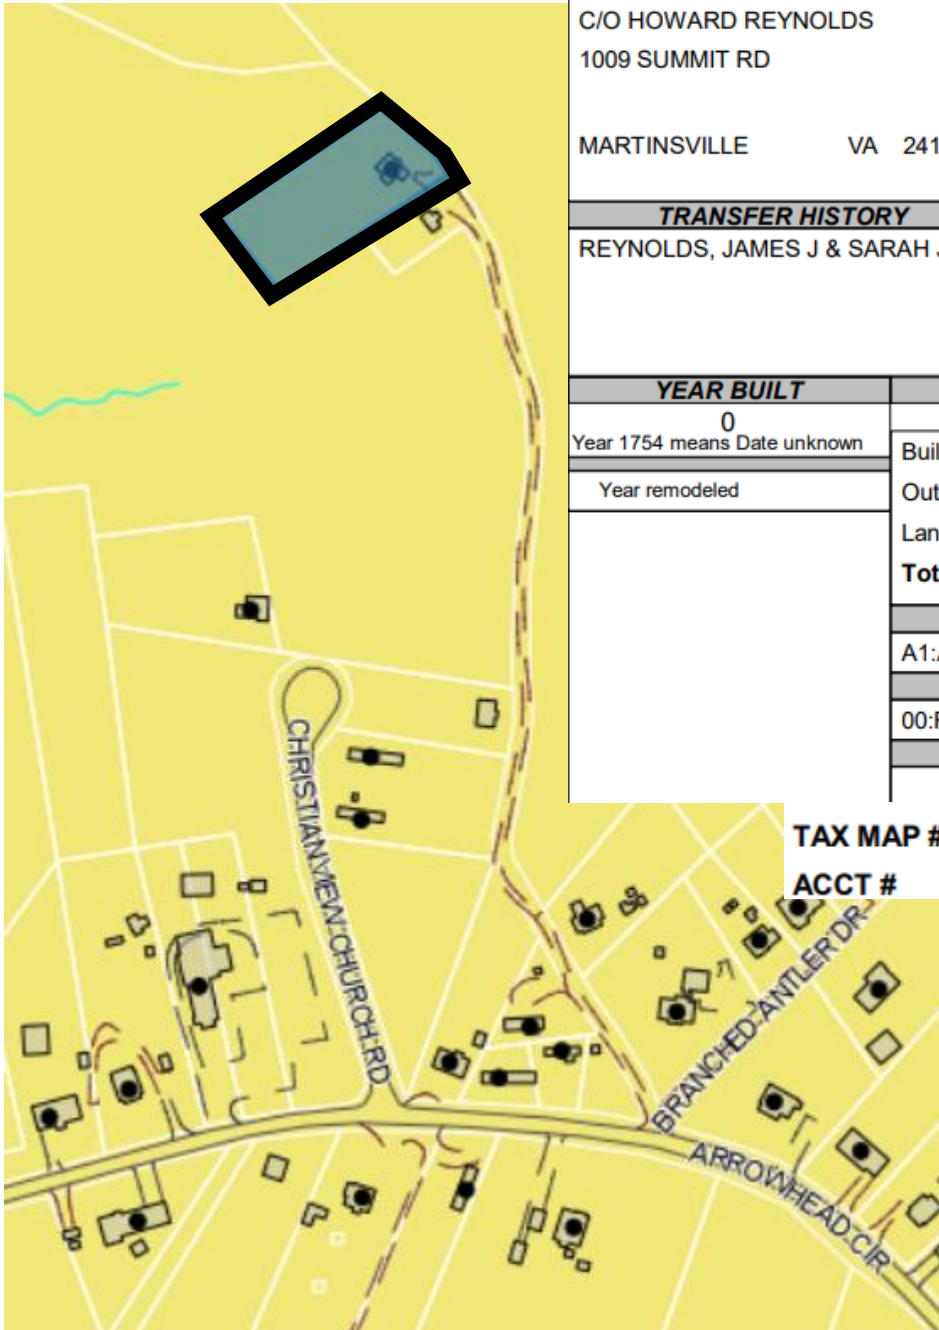 C/O HOWARD REYNOLDS
1009 SUMMIT RD
MARTINSVILLE VA 241
TRANSFER HISTORY
REYNOLDS, JAMES J & SARAH
YEAR BUILT
0
Year 1754 means Date unknown
Year remodeled
Buil
Out
Lan
Tot
A1:
00:
TAX MAP #
ACCT #
CHRISTIANVIEW CHURCH RD
BRANCHED ANTLER DR
ARROWHEAD CIR